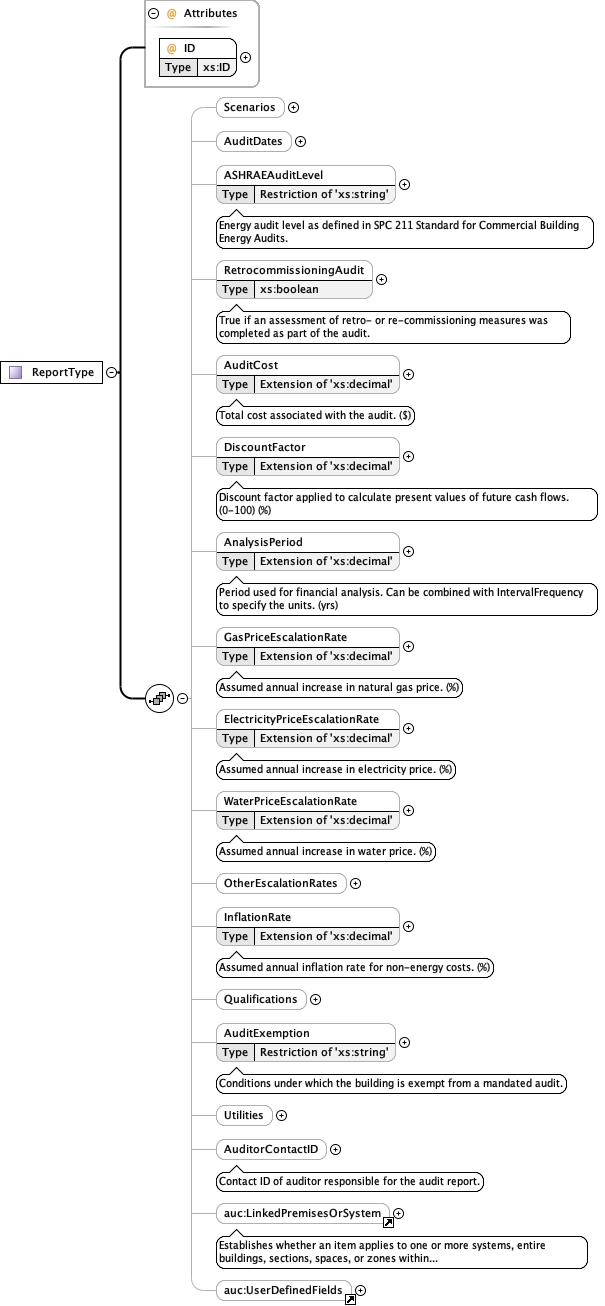 @ Attributes
@ ID
Type xs:ID
Scenarios
AuditDates
ASHRAEAuditLevel
Type Restriction of 'xs:string'
Energy audit level as defined in SPC 211 Standard for Commercial Building
Energy Audits.
RetrocommissioningAudit
Type xs:boolean
True if an assessment of retro- or re-commissioning measures was
completed as part of the audit.
ReportType
AuditCost
Type Extension of 'xs:decimal'
Total cost associated with the audit. ($)
DiscountFactor
Type Extension of 'xs:decimal'
Discount factor applied to calculate present values of future cash flows.
(0-100) (%)
AnalysisPeriod
Type Extension of 'xs:decimal'
Period used for financial analysis. Can be combined with IntervalFrequency
to specify the units. (yrs)
GasPriceEscalationRate
Type Extension of 'xs:decimal'
Assumed annual increase in natural gas price. (%)
ElectricityPriceEscalationRate
Type Extension of 'xs:decimal'
Assumed annual increase in electricity price. (%)
WaterPriceEscalationRate
Type Extension of 'xs:decimal'
Assumed annual increase in water price. (%)
OtherEscalationRates
InflationRate
Type Extension of 'xs:decimal'
Assumed annual inflation rate for non-energy costs. (%)
Qualifications
AuditExemption
Type Restriction of 'xs:string'
Conditions under which the building is exempt from a mandated audit.
Utilities
AuditorContactID
Contact ID of auditor responsible for the audit report.
auc:LinkedPremisesOrSystem
Establishes whether an item applies to one or more systems, entire
buildings, sections, spaces, or zones within...
auc:UserDefinedFields